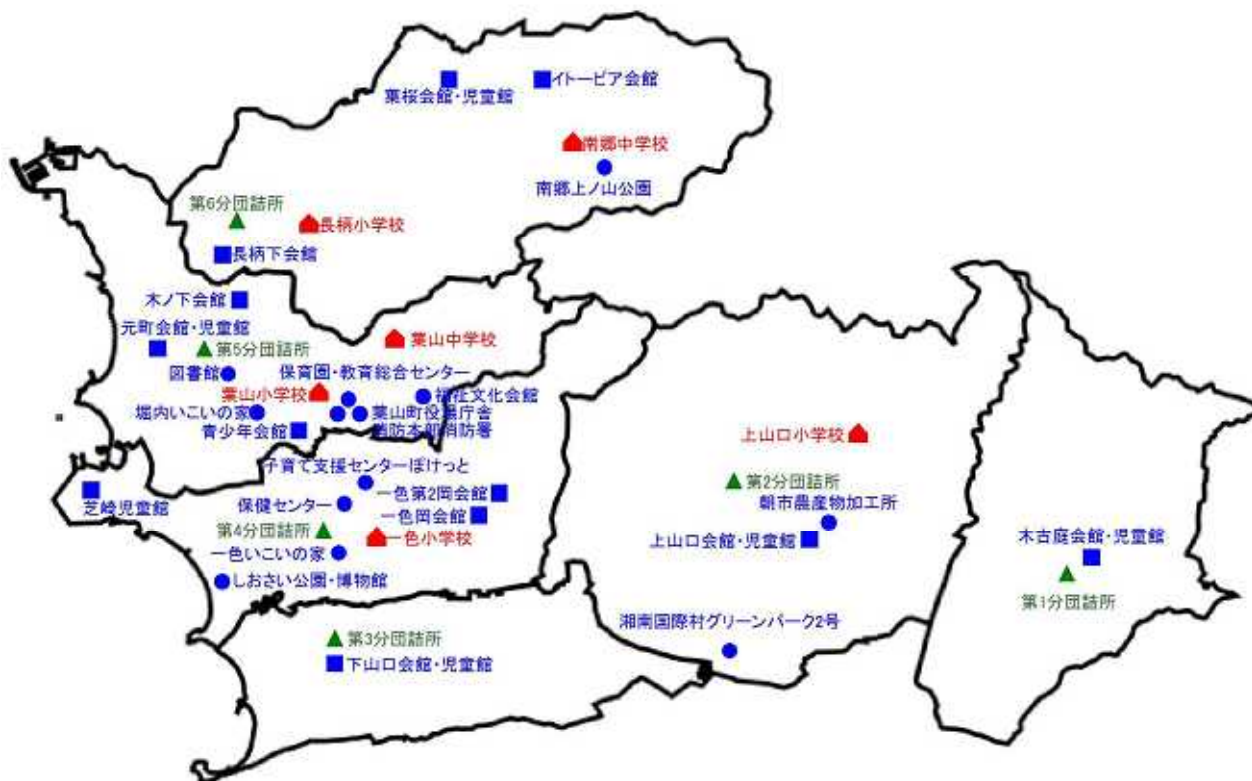 葉桜会館・児童館
イトーピア会館
南郷中学校
南郷上ノ山公園
第6分団詰所
長柄小学校
長柄下会館
木ノ下会館
元町会館・児童館
第5分団詰所
葉山中学校
図書館
保育園・教育総合センター
葉山小学校
福祉文化会館
堀内いこいの家
葉山町役場庁舎
青少年会館
消防本部消防署
上山口小学校
子育て支援センターぽけっと
芝崎児童館
保健センター
一色第2岡会館
一色岡会館
第2分団詰所
朝市農産物加工所
第4分団詰所
一色小学校
上山口会館・児童館
一色いこいの家
木古庭会館・児童館
しおさい公園・博物館
第1分団詰所
湘南国際村グリーンパーク2号
第3分団詰所
下山口会館・児童館